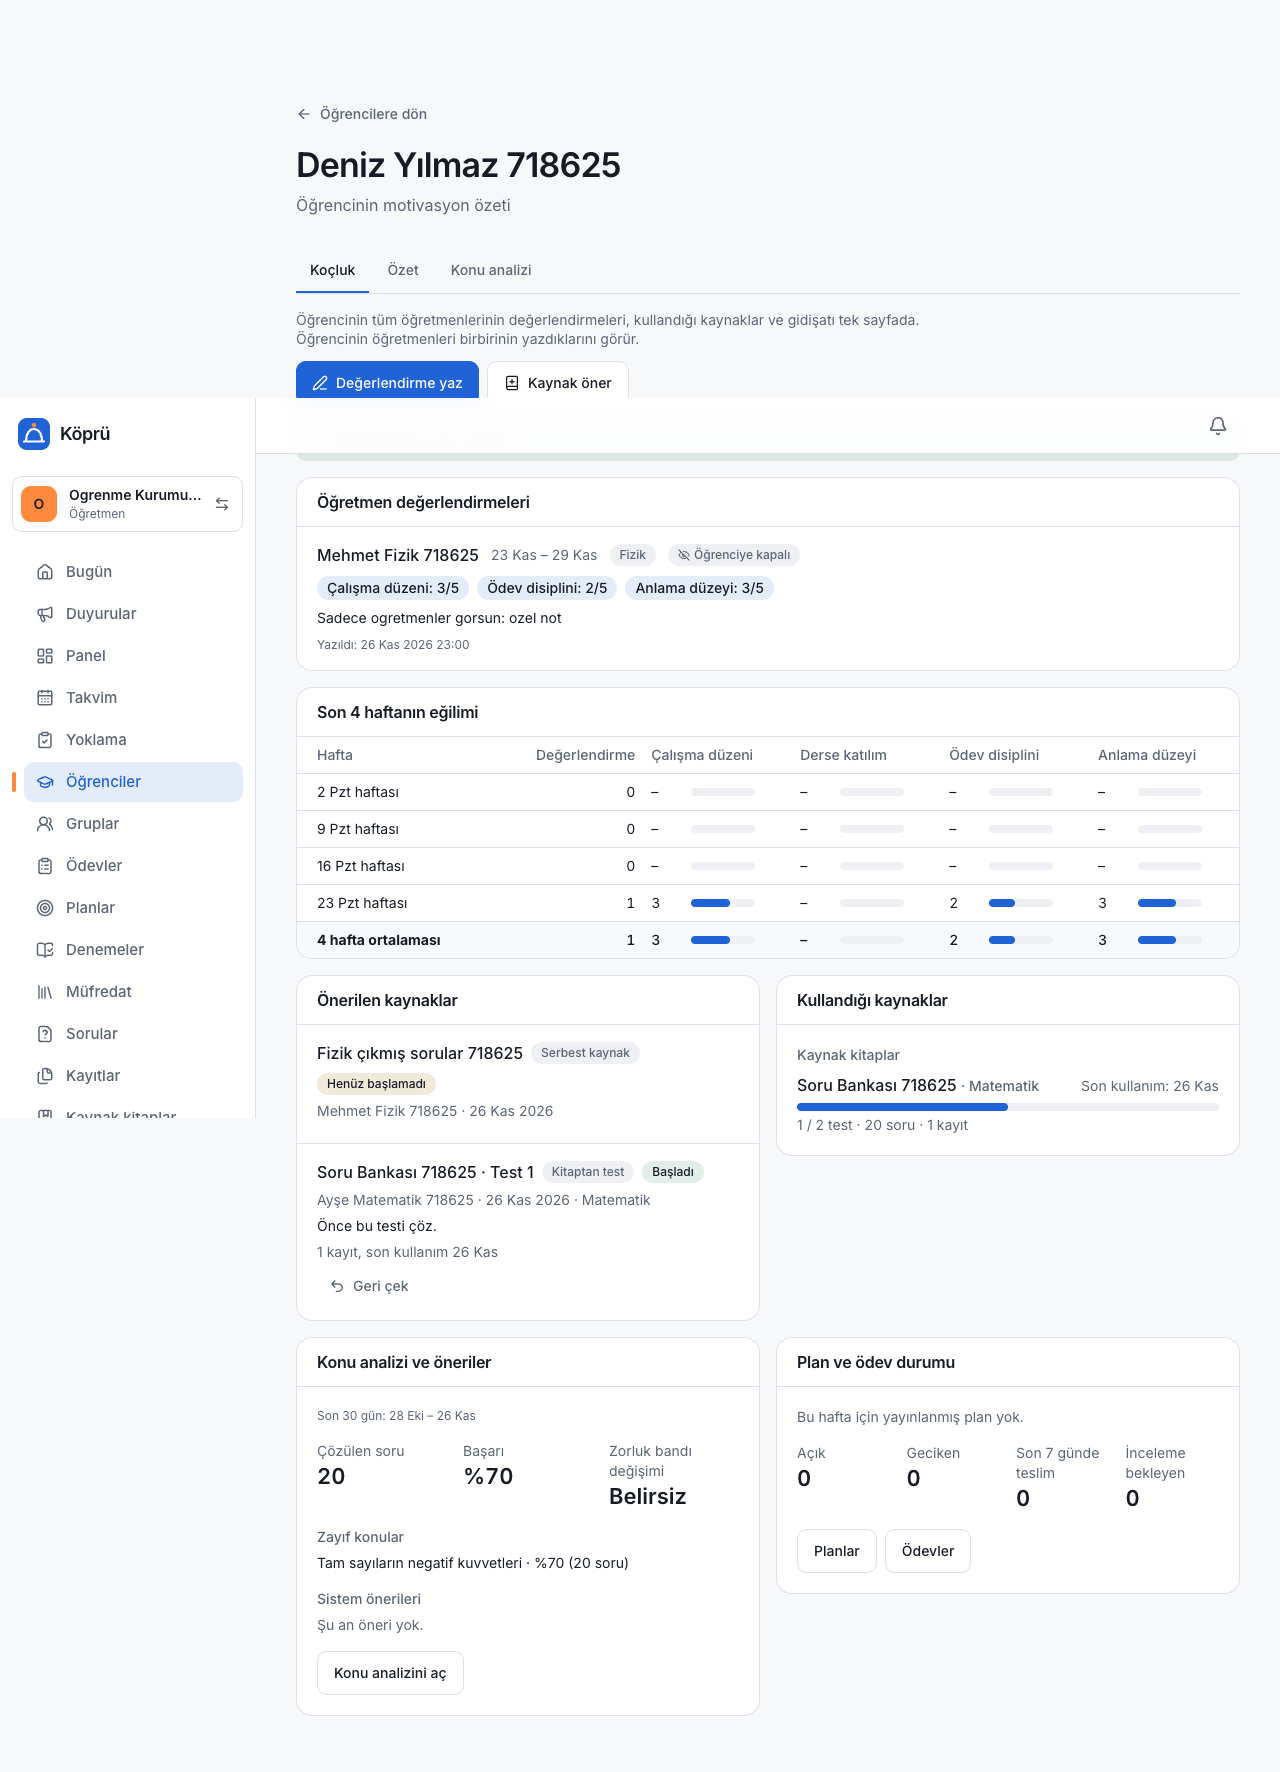 Öğrencilere dön
Deniz Yılmaz 718625
Öğrencinin motivasyon özeti
Koçluk Özet Konu analizi
Öğrencinin tüm öğretmenlerinin değerlendirmeleri, kullandığı kaynaklar ve gidişatı tek sayfada.
Öğrencinin öğretmenleri birbirinin yazdıklarını görür.
Değerlendirme yaz Kaynak öner
Köprü
O
Ogrenme Kurumu...
Öğretmen
Bugün
Duyurular
Panel
Takvim
Yoklama
Öğrenciler
Gruplar
Ödevler
Planlar
Denemeler
Müfredat
Sorular
Kayıtlar
Kaynak kitaplar
Öğretmen değerlendirmeleri
Mehmet Fizik 718625 23 Kas – 29 Kas Fizik Öğrenciye kapalı
Çalışma düzeni: 3/5 Ödev disiplini: 2/5 Anlama düzeyi: 3/5
Sadece ogretmenler gorsun: ozel not
Yazıldı: 26 Kas 2026 23:00
Son 4 haftanın eğilimi
Hafta Değerlendirme Çalışma düzeni Derse katılım Ödev disiplini Anlama düzeyi
2 Pzt haftası 0 – – – –
9 Pzt haftası 0 – – – –
16 Pzt haftası 0 – – – –
23 Pzt haftası 1 3 – 2 3
4 hafta ortalaması 1 3 – 2 3
Önerilen kaynaklar
Fizik çıkmış sorular 718625 Serbest kaynak
Henüz başlamadı
Mehmet Fizik 718625 · 26 Kas 2026
Soru Bankası 718625 · Test 1 Kitaptan test Başladı
Ayşe Matematik 718625 · 26 Kas 2026 · Matematik
Önce bu testi çöz.
1 kayıt, son kullanım 26 Kas
Geri çek
Kullandığı kaynaklar
Kaynak kitaplar
Soru Bankası 718625 · Matematik Son kullanım: 26 Kas
1 / 2 test · 20 soru · 1 kayıt
Konu analizi ve öneriler
Son 30 gün: 28 Eki – 26 Kas
Çözülen soru
20
Başarı
%70
Zorluk bandı
değişimi
Belirsiz
Zayıf konular
Tam sayıların negatif kuvvetleri · %70 (20 soru)
Sistem önerileri
Şu an öneri yok.
Konu analizini aç
Plan ve ödev durumu
Bu hafta için yayınlanmış plan yok.
Açık
0
Geciken
0
Son 7 günde
teslim
0
İnceleme
bekleyen
0
Planlar Ödevler